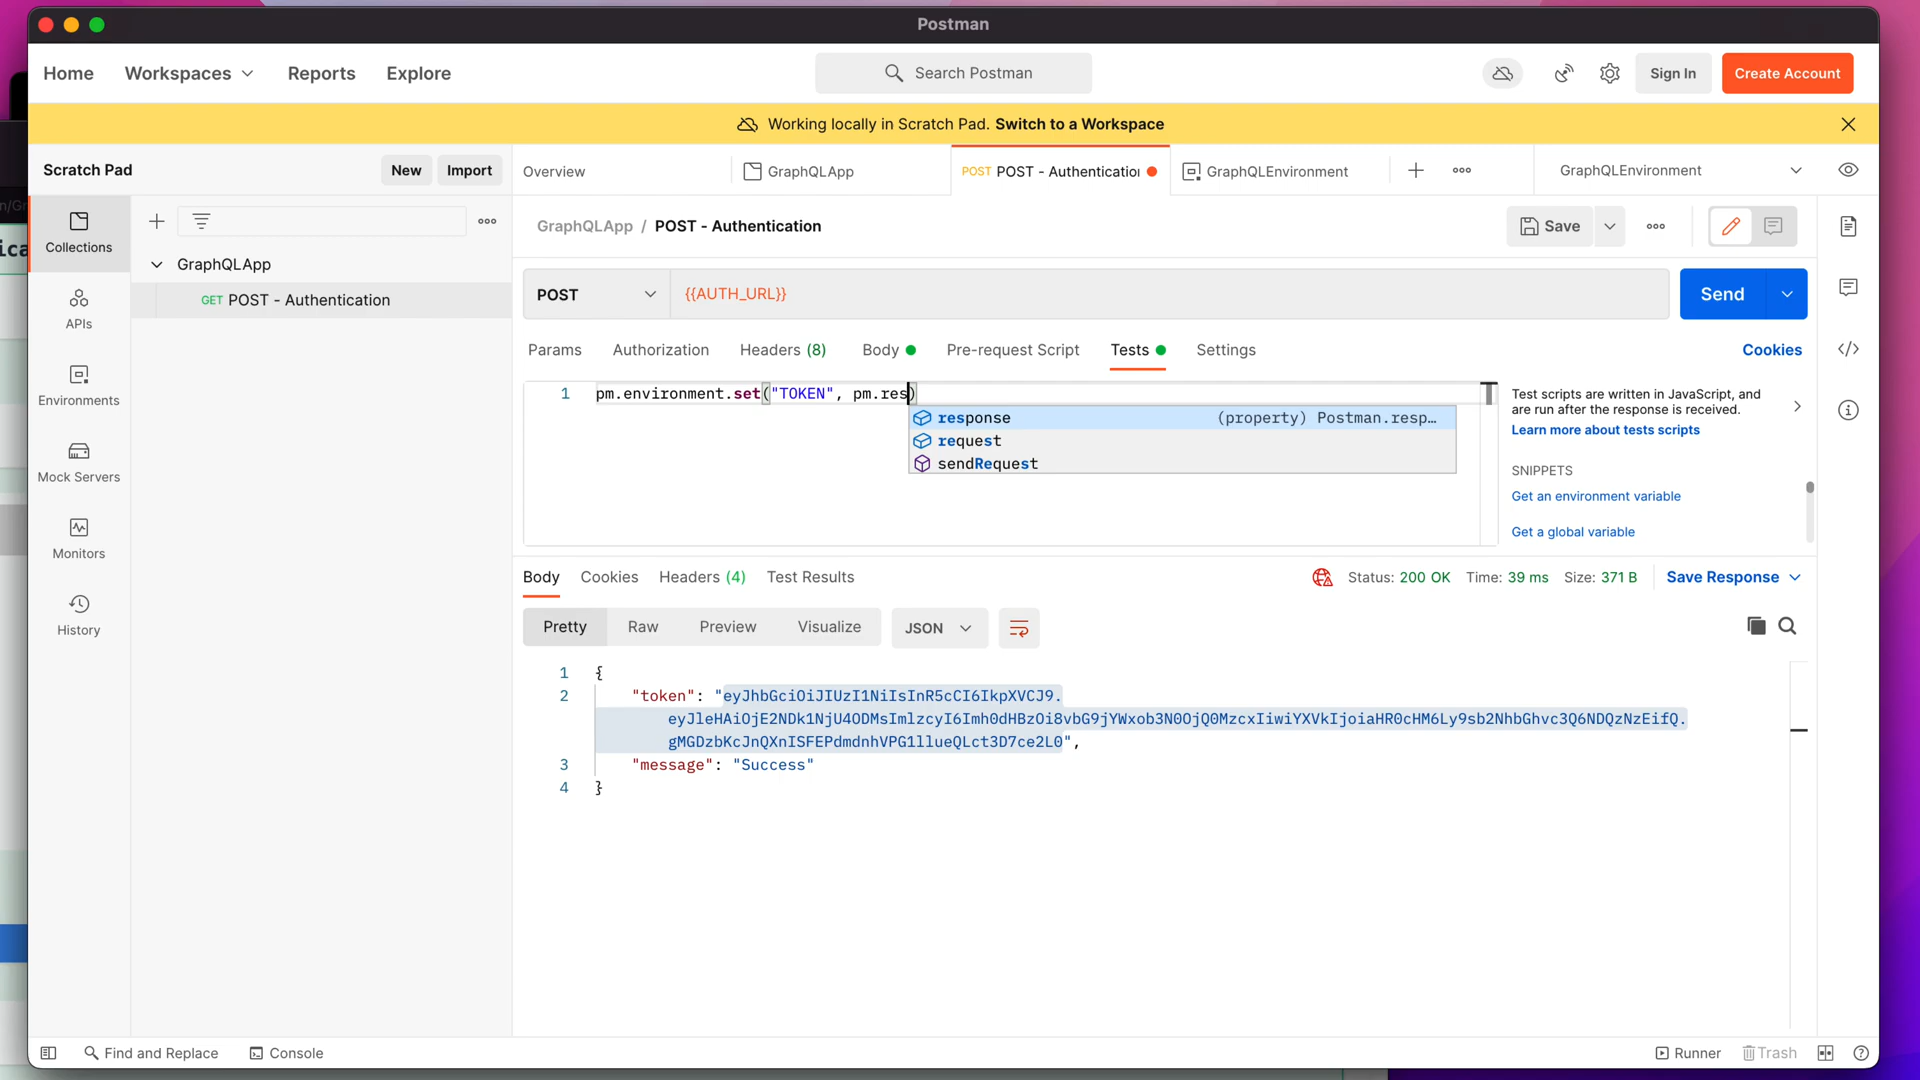 Postman
Home
Workspaces
Reports
Explore
Search Postman
Sign In
Create Account
Working locally in Scratch Pad. Switch to a Workspace
Scratch Pad
New
Import
Overview
GraphQLApp
POST POST - Authentication
GraphQLEnvironment
GraphQLEnvironment
Collections
APIs
Environments
Mock Servers
Monitors
History
GraphQLApp
GET POST - Authentication
GraphQLApp / POST - Authentication
Save
POST
{{AUTH_URL}}
Send
Params
Authorization
Headers (8)
Body
Pre-request Script
Tests
Settings
Cookies
1 pm.environment.set("TOKEN", pm.res)
response (property) Postman.resp…
request
sendRequest
Test scripts are written in JavaScript, and
are run after the response is received.
Learn more about tests scripts
SNIPPETS
Get an environment variable
Get a global variable
Body
Cookies
Headers (4)
Test Results
Status: 200 OK
Time: 39 ms
Size: 371 B
Save Response
Pretty
Raw
Preview
Visualize
JSON
1 {
2 "token": "eyJhbGciOiJIUzI1NiIsInR5cCI6IkpXVCJ9.
eyJleHAiOjE2NDk1NjU4ODMsImlzcyI6Imh0dHBzOi8vbG9jYWxob3N0OjQ0MzcxIiwiYXVkIjoiaHR0cHM6Ly9sb2NhbGhvc3Q6NDQzNzEifQ.
gMGDzbKcJnQXnISFEPdmdnhVPG1llueQLct3D7ce2L0",
3 "message": "Success"
4 }
Find and Replace
Console
Runner
Trash